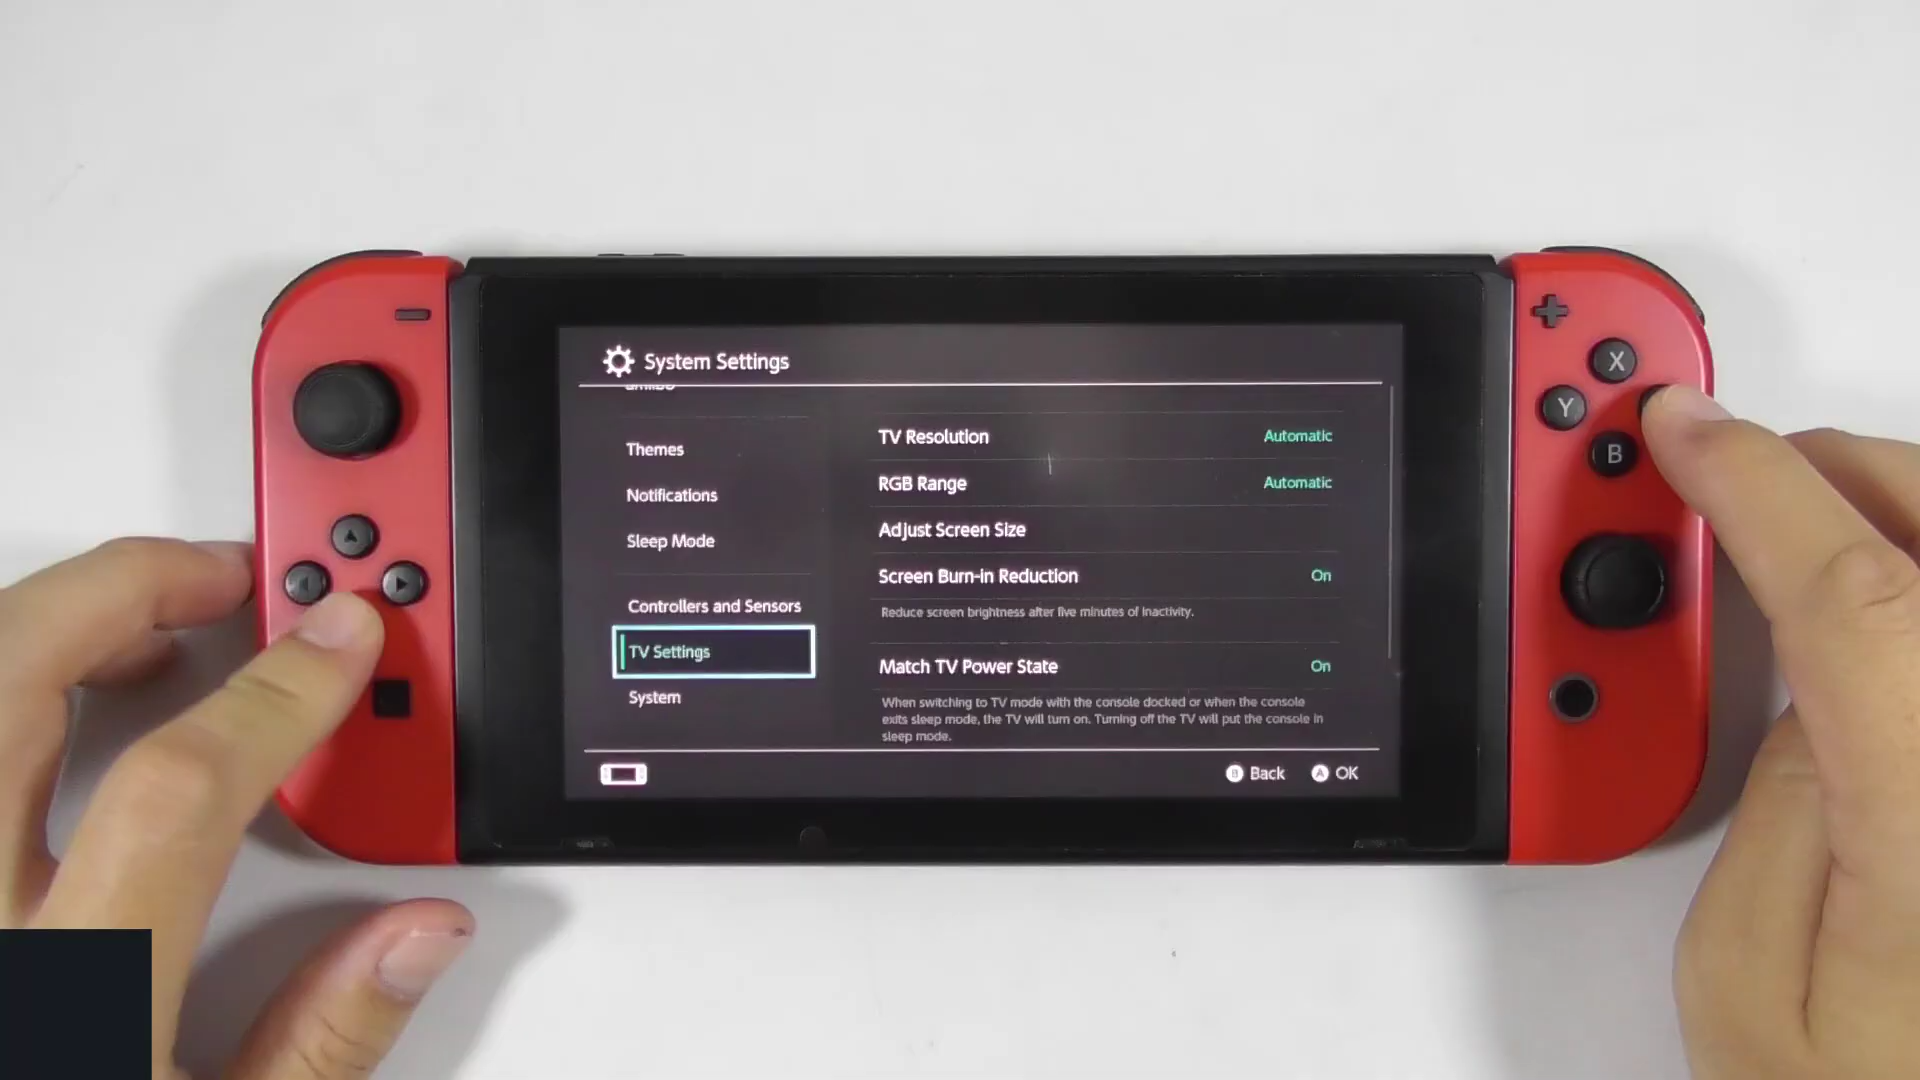 System Settings
amiibo
Themes
Notifications
Sleep Mode
Controllers and Sensors
TV Settings
System
TV Resolution Automatic
RGB Range Automatic
Adjust Screen Size
Screen Burn-in Reduction On
Reduce screen brightness after five minutes of inactivity.
Match TV Power State On
When switching to TV mode with the console docked or when the console
exits sleep mode, the TV will turn on. Turning off the TV will put the console in
sleep mode.
B Back A OK
X
Y
B